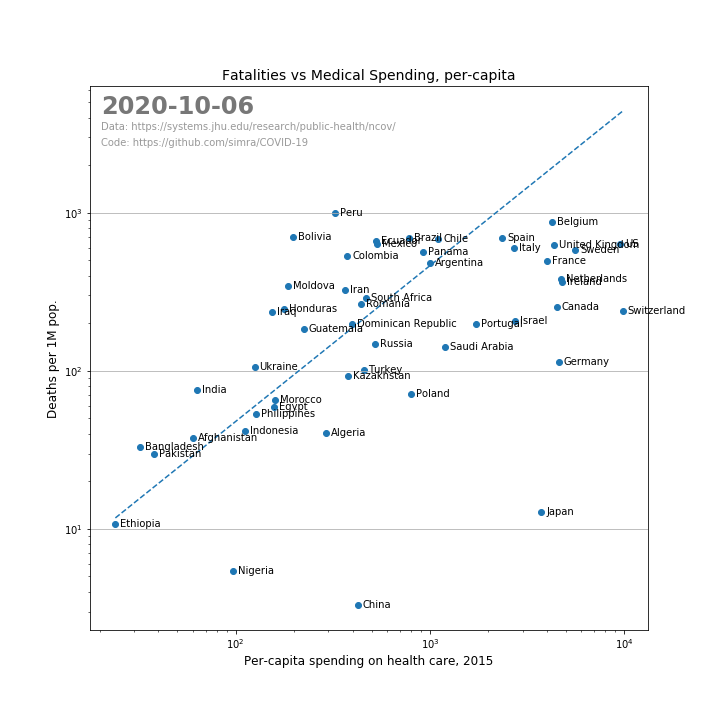 Fatalities vs Medical Spending, per-capita
2020-10-06
Data: https://systems.jhu.edu/research/public-health/ncov/
Code: https://github.com/simra/COVID-19
Deaths per 1M pop.
10³
10²
10¹
Peru
Belgium
Bolivia
Ecuador
Mexico
Brazil
Chile
Spain
Italy
United Kingdom
US
Sweden
Colombia
Panama
Argentina
France
Moldova
Iran
South Africa
Romania
Netherlands
Ireland
Iraq
Honduras
Canada
Switzerland
Guatemala
Dominican Republic
Portugal
Israel
Russia
Saudi Arabia
Ukraine
Turkey
Kazakhstan
Germany
India
Morocco
Egypt
Philippines
Poland
Afghanistan
Indonesia
Algeria
Bangladesh
Pakistan
Ethiopia
Japan
Nigeria
China
10²
10³
10⁴
Per-capita spending on health care, 2015